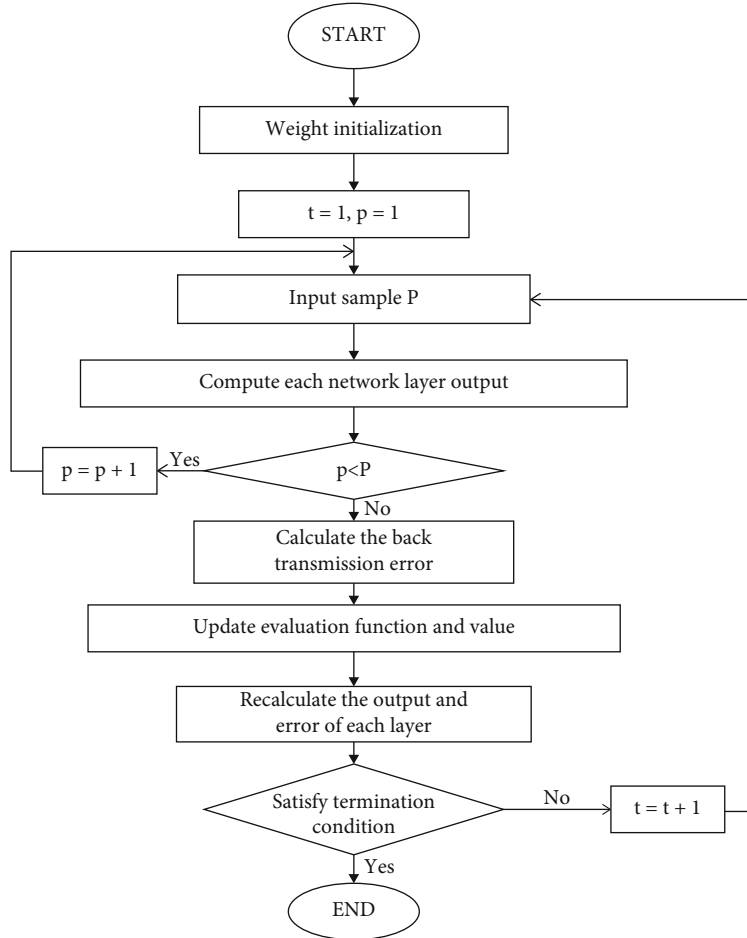 START
Weight initialization
t = 1, p = 1
Input sample P
Compute each network layer output
p = p + 1
Yes
p<P
No
Calculate the back
transmission error
Update evaluation function and value
Recalculate the output and
error of each layer
Satisfy termination
condition
No
t = t + 1
Yes
END